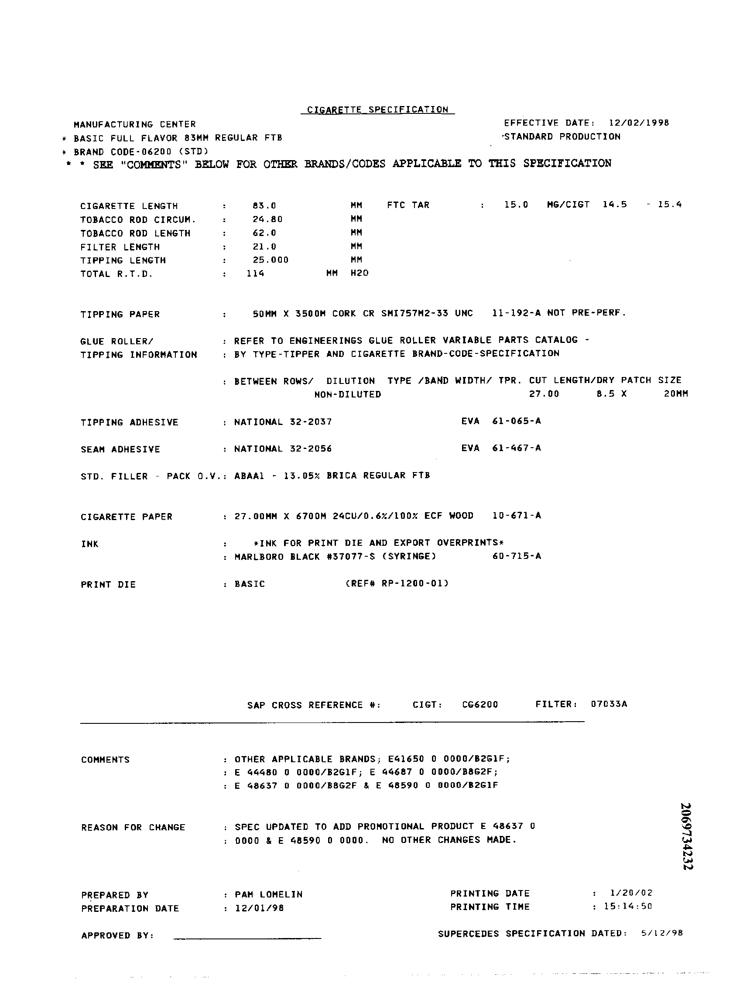 CIGARETTE SPECIFICATION
MANUFACTURING CENTER EFFECTIVE DATE: 12/02/1998
* BASIC FULL FLAVOR 83MM REGULAR FTB STANDARD PRODUCTION
* BRAND CODE-06200 (STD)
* * SEE "COMMENTS" BELOW FOR OTHER BRANDS/CODES APPLICABLE TO THIS SPECIFICATION
CIGARETTE LENGTH : 83.0 MM FTC TAR : 15.0 MG/CIGT 14.5 - 15.4
TOBACCO ROD CIRCUM. : 24.80 MM
TOBACCO ROD LENGTH : 62.0 MM
FILTER LENGTH : 21.0 MM
TIPPING LENGTH : 25.000 MM
TOTAL R.T.D. : 114 MM H2O
TIPPING PAPER : 50MM X 3500M CORK CR SMI757M2-33 UNC 11-192-A NOT PRE-PERF.
GLUE ROLLER/ : REFER TO ENGINEERINGS GLUE ROLLER VARIABLE PARTS CATALOG -
TIPPING INFORMATION : BY TYPE-TIPPER AND CIGARETTE BRAND-CODE-SPECIFICATION
: BETWEEN ROWS/ DILUTION TYPE /BAND WIDTH/ TPR. CUT LENGTH/DRY PATCH SIZE
NON-DILUTED 27.00 8.5 X 20MM
TIPPING ADHESIVE : NATIONAL 32-2037 EVA 61-065-A
SEAM ADHESIVE : NATIONAL 32-2056 EVA 61-467-A
STD. FILLER - PACK O.V.: ABAA1 - 13.05% BRICA REGULAR FTB
CIGARETTE PAPER : 27.00MM X 6700M 24CU/0.6%/100% ECF WOOD 10-671-A
INK : *INK FOR PRINT DIE AND EXPORT OVERPRINTS*
: MARLBORO BLACK #37077-S (SYRINGE) 60-715-A
PRINT DIE : BASIC (REF# RP-1200-01)
SAP CROSS REFERENCE #: CIGT: CG6200 FILTER: 07033A
COMMENTS : OTHER APPLICABLE BRANDS; E41650 0 0000/B2G1F;
: E 44480 0 0000/B2G1F; E 44687 0 0000/B8G2F;
: E 48637 0 0000/B8G2F & E 48590 0 0000/B2G1F
REASON FOR CHANGE : SPEC UPDATED TO ADD PROMOTIONAL PRODUCT E 48637 0
: 0000 & E 48590 0 0000. NO OTHER CHANGES MADE.
2069734232
PREPARED BY : PAM LOMELIN PRINTING DATE : 1/20/02
PREPARATION DATE : 12/01/98 PRINTING TIME : 15:14:50
APPROVED BY: SUPERCEDES SPECIFICATION DATED: 5/12/98